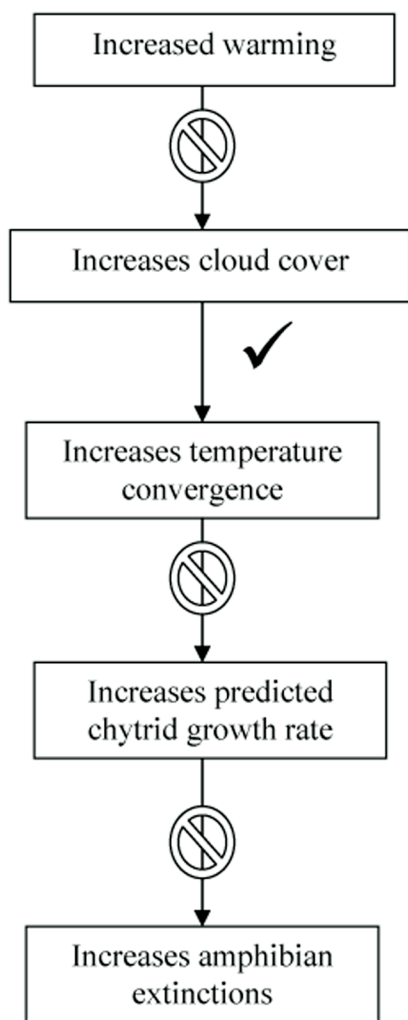 Increased warming
Increases cloud cover
Increases temperature
convergence
Increases predicted
chytrid growth rate
Increases amphibian
extinctions